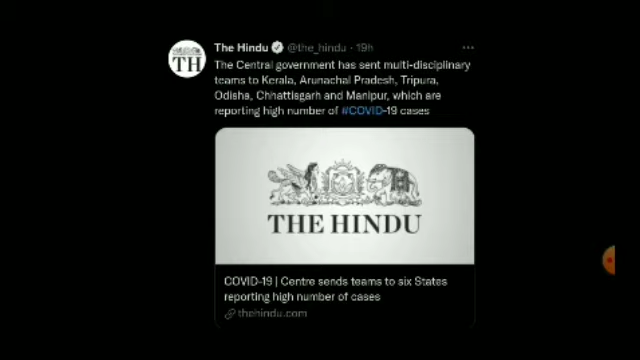 The Hindu @the_hindu · 19h
The Central government has sent multi-disciplinary
teams to Kerala, Arunachal Pradesh, Tripura,
Odisha, Chhattisgarh and Manipur, which are
reporting high number of #COVID-19 cases
TH
THE HINDU
COVID-19 | Centre sends teams to six States
reporting high number of cases
thehindu.com